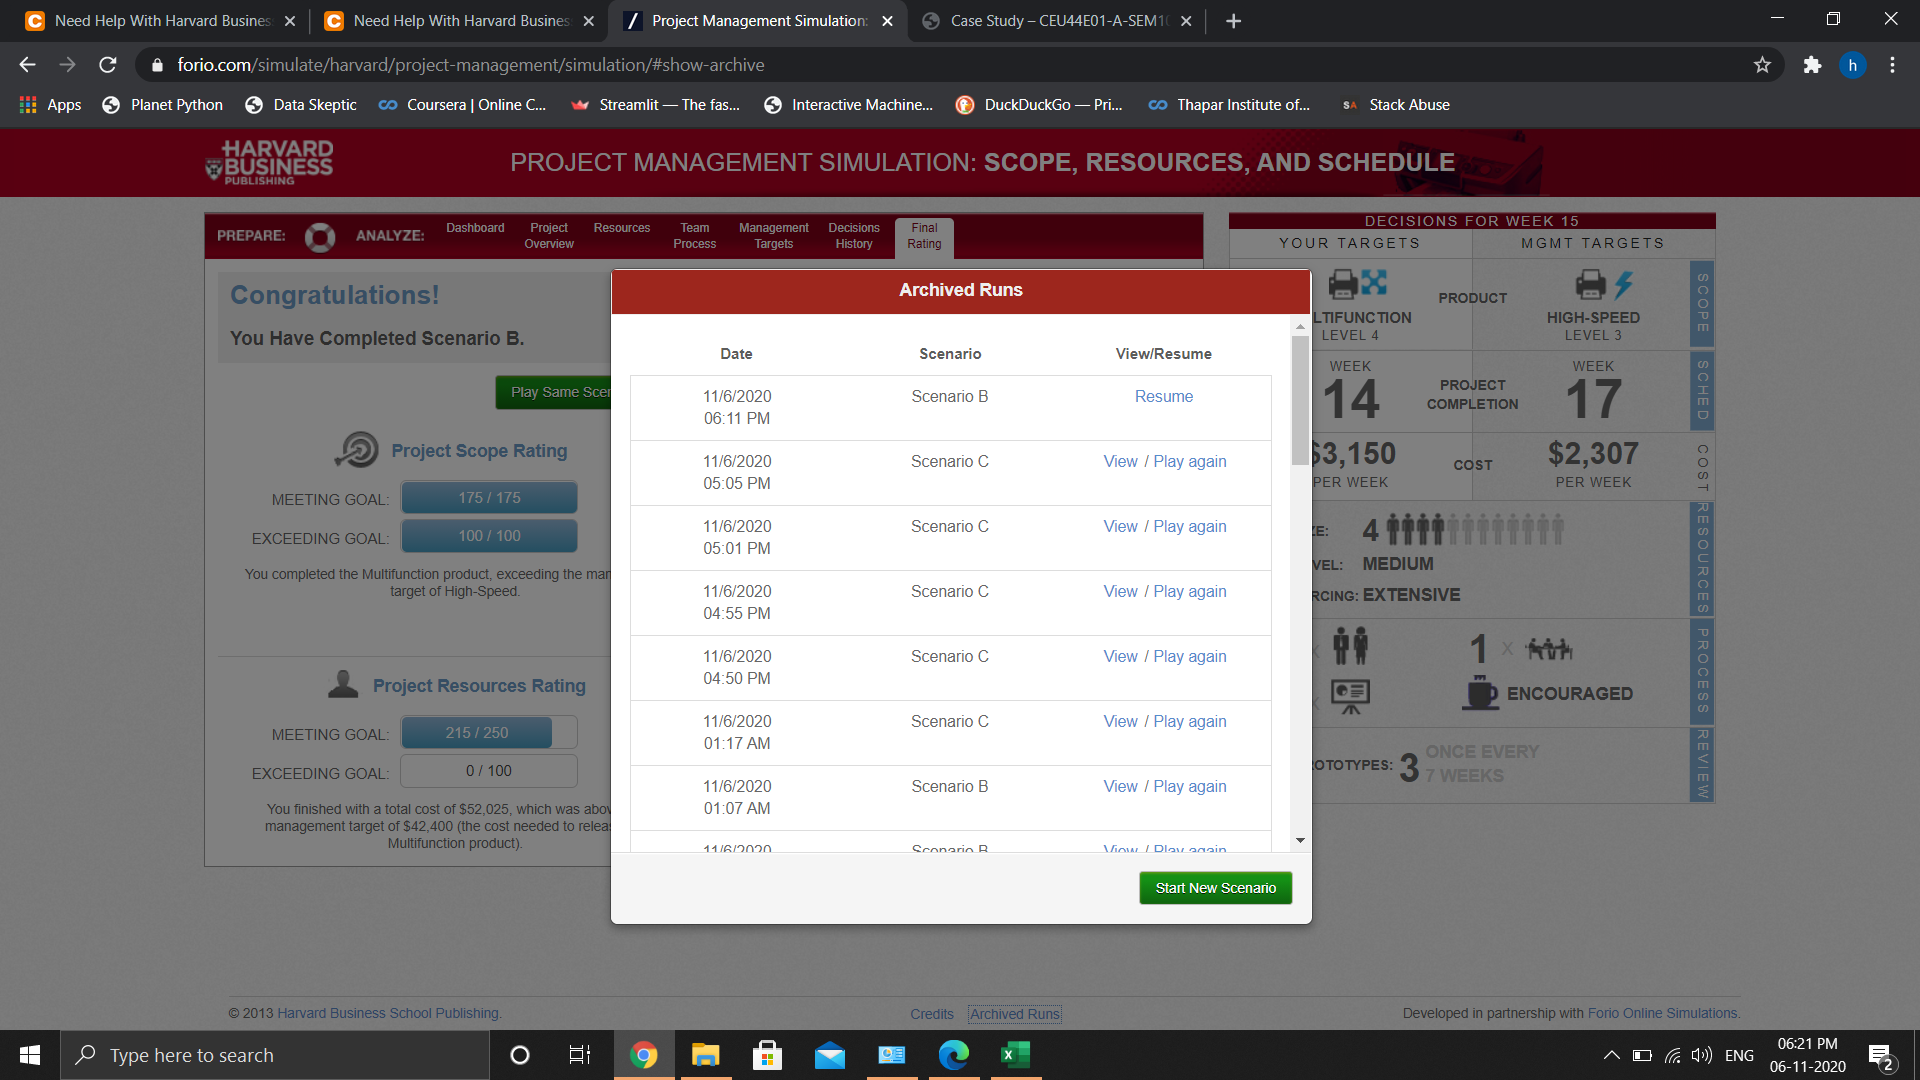 Need Help With Harvard Busines
Need Help With Harvard Busines
Project Management Simulation:
Case Study – CEU44E01-A-SEM10
forio.com/simulate/harvard/project-management/simulation/#show-archive
h
Apps
Planet Python
Data Skeptic
Coursera | Online C...
Streamlit — The fas...
Interactive Machine...
DuckDuckGo — Pri...
Thapar Institute of...
SA Stack Abuse
HARVARD
BUSINESS
PUBLISHING
PROJECT MANAGEMENT SIMULATION: SCOPE, RESOURCES, AND SCHEDULE
PREPARE:
ANALYZE:
Dashboard
Project
Overview
Resources
Team
Process
Management
Targets
Decisions
History
Final
Rating
Congratulations!
You Have Completed Scenario B.
Play Same Scen
Project Scope Rating
MEETING GOAL: 175 / 175
EXCEEDING GOAL: 100 / 100
You completed the Multifunction product, exceeding the man
target of High-Speed.
Project Resources Rating
MEETING GOAL: 215 / 250
EXCEEDING GOAL: 0 / 100
You finished with a total cost of $52,025, which was abov
management target of $42,400 (the cost needed to relea
Multifunction product).
Archived Runs
Date Scenario View/Resume
11/6/2020
06:11 PM
Scenario B
Resume
11/6/2020
05:05 PM
Scenario C
View / Play again
11/6/2020
05:01 PM
Scenario C
View / Play again
11/6/2020
04:55 PM
Scenario C
View / Play again
11/6/2020
04:50 PM
Scenario C
View / Play again
11/6/2020
01:17 AM
Scenario C
View / Play again
11/6/2020
01:07 AM
Scenario B
View / Play again
11/6/2020
Scenario B
View / Play again
Start New Scenario
DECISIONS FOR WEEK 15
YOUR TARGETS
MGMT TARGETS
PRODUCT
LTIFUNCTION
LEVEL 4
HIGH-SPEED
LEVEL 3
SCOPE
WEEK
14
PROJECT
COMPLETION
WEEK
17
SCHED
$3,150
PER WEEK
COST
$2,307
PER WEEK
COST
ZE: 4
VEL: MEDIUM
RCING: EXTENSIVE
RESOURCES
X
1 X
X
ENCOURAGED
PROCESS
OTOTYPES: 3
ONCE EVERY
7 WEEKS
REVIEW
© 2013 Harvard Business School Publishing.
Credits
Archived Runs
Developed in partnership with Forio Online Simulations.
Type here to search
ENG
06:21 PM
06-11-2020
2